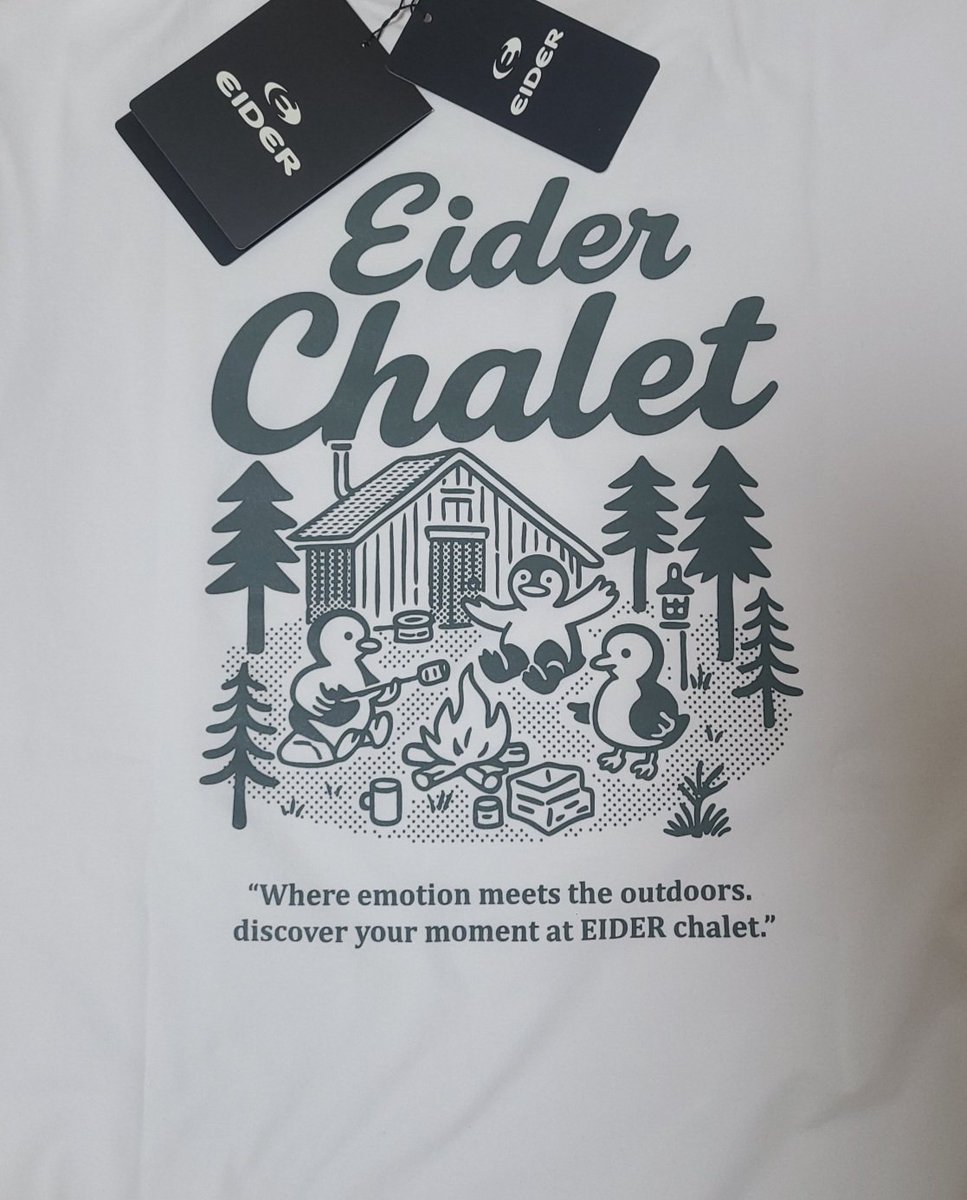 EIDER
EIDER
Eider
Chalet
“Where emotion meets the outdoors.
discover your moment at EIDER chalet.”